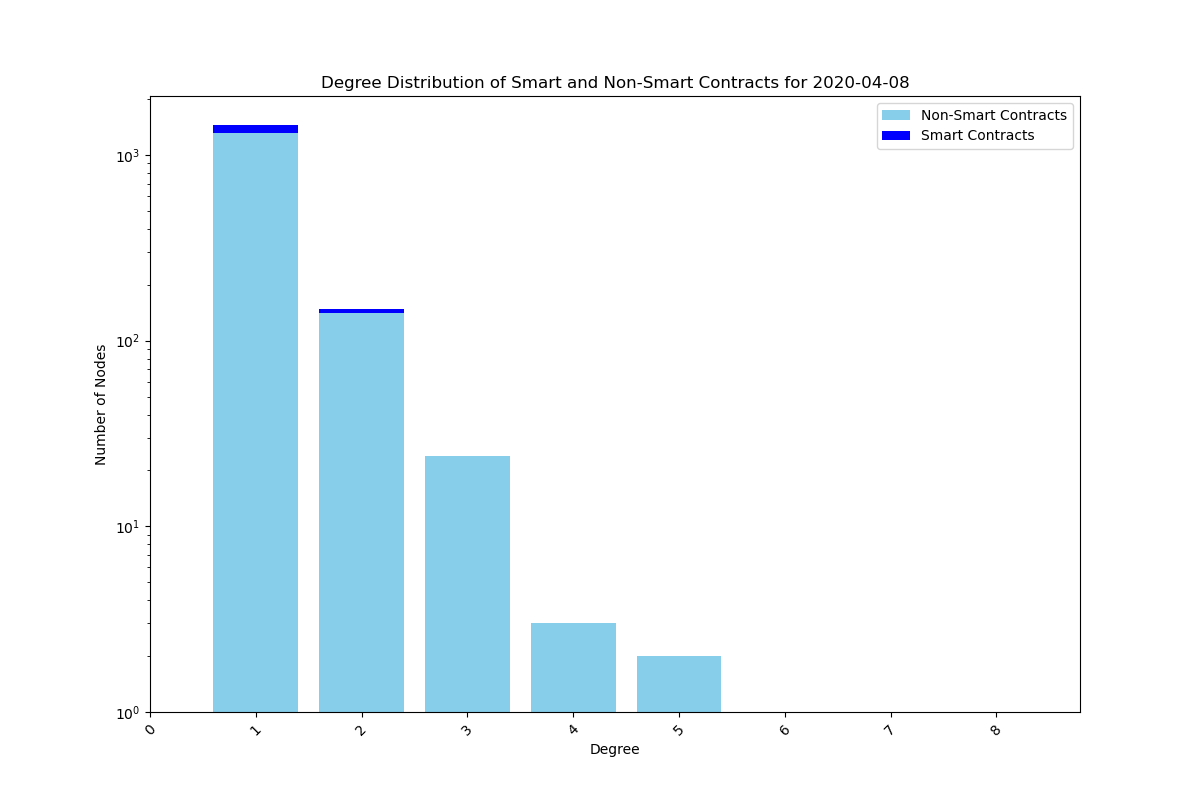 Degree Distribution of Smart and Non-Smart Contracts for 2020-04-08
Non-Smart Contracts
Smart Contracts
Number of Nodes
10³
10²
10¹
10⁰
0 1 2 3 4 5 6 7 8
Degree